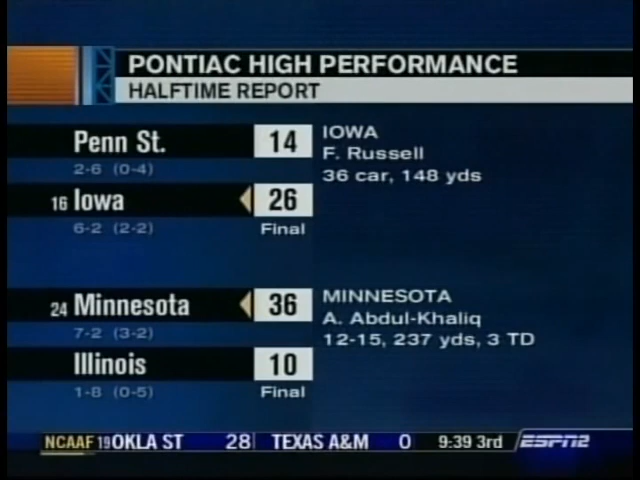 PONTIAC HIGH PERFORMANCE
HALFTIME REPORT
Penn St. 14
2-6 (0-4)
16 Iowa 26
6-2 (2-2) Final
IOWA
F. Russell
36 car, 148 yds
24 Minnesota 36
7-2 (3-2)
Illinois 10
1-8 (0-5) Final
MINNESOTA
A. Abdul-Khaliq
12-15, 237 yds, 3 TD
NCAAF 19 OKLA ST 28 TEXAS A&M 0 9:39 3rd ESPN2